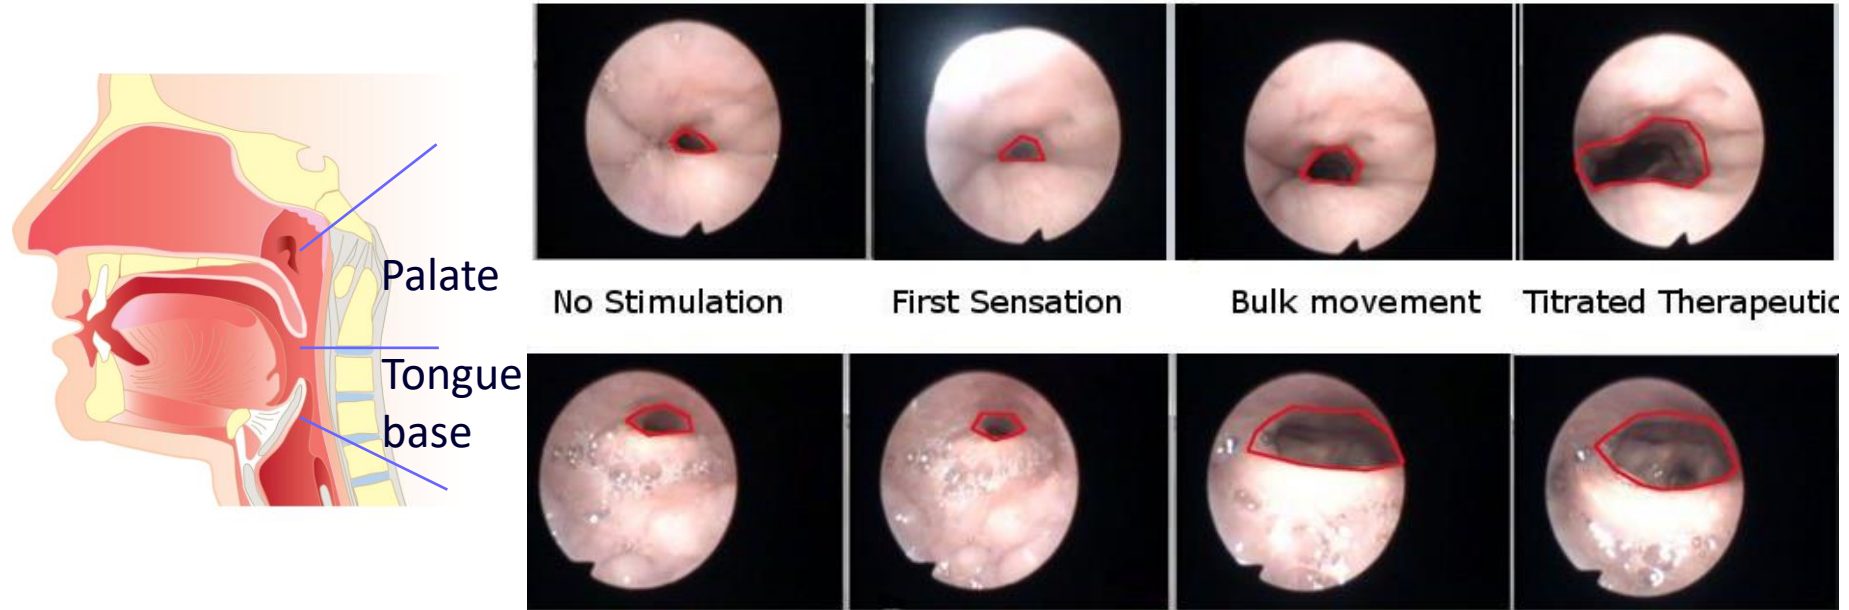 Palate
Tongue
base
No Stimulation
First Sensation
Bulk movement
Titrated Therapeutic